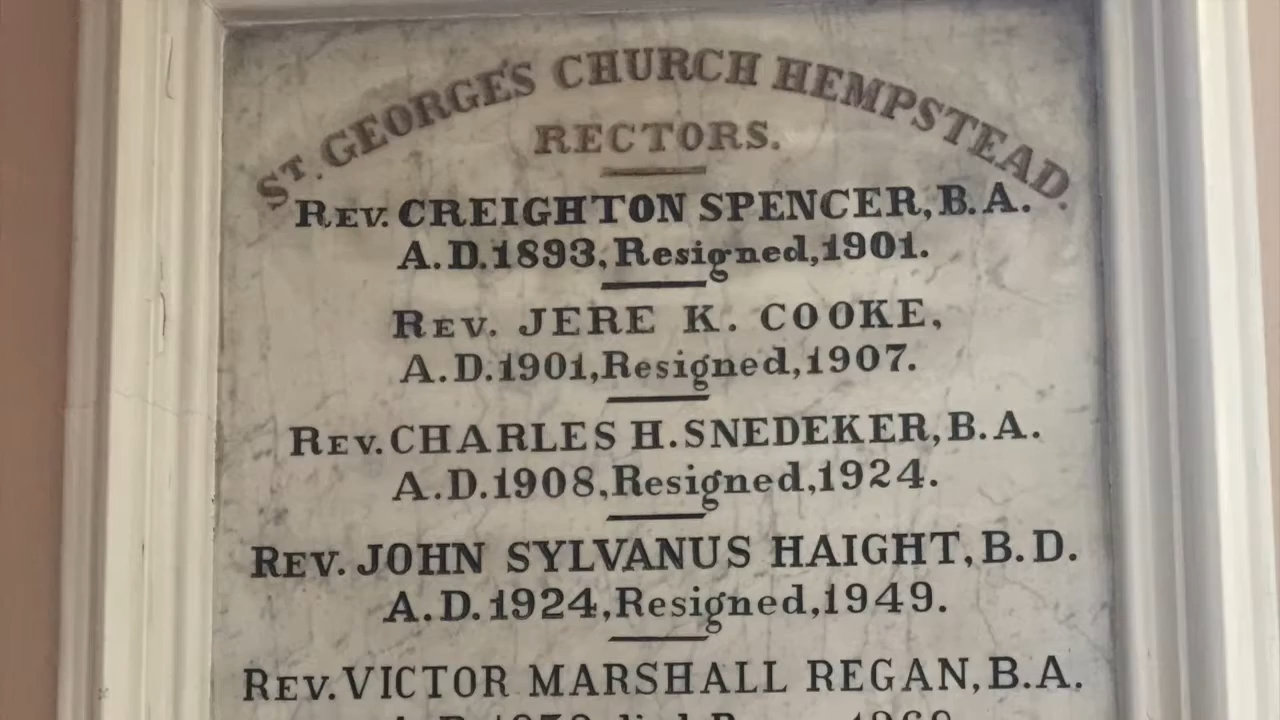 ST. GEORGE'S CHURCH HEMPSTEAD.
RECTORS.
REV. CREIGHTON SPENCER, B.A.
A.D. 1893, Resigned, 1901.
REV. JERE K. COOKE,
A.D. 1901, Resigned, 1907.
REV. CHARLES H. SNEDEKER, B.A.
A.D. 1908, Resigned, 1924.
REV. JOHN SYLVANUS HAIGHT, B.D.
A.D. 1924, Resigned, 1949.
REV. VICTOR MARSHALL REGAN, B.A.